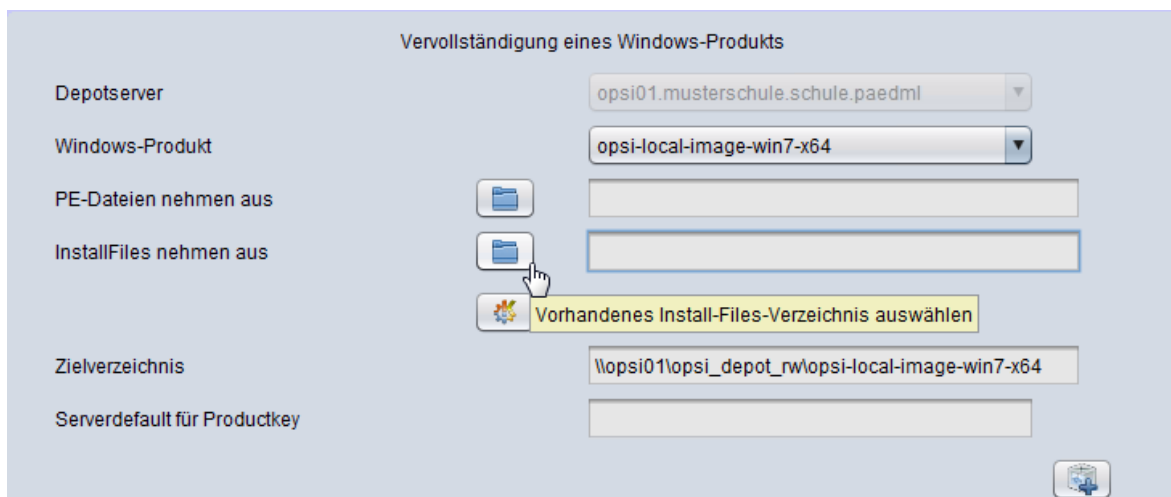 Vervollständigung eines Windows-Produkts
Depotserver opsi01.musterschule.schule.paedml
Windows-Produkt opsi-local-image-win7-x64
PE-Dateien nehmen aus
InstallFiles nehmen aus
Vorhandenes Install-Files-Verzeichnis auswählen
Zielverzeichnis \\opsi01\opsi_depot_rw\opsi-local-image-win7-x64
Serverdefault für Productkey